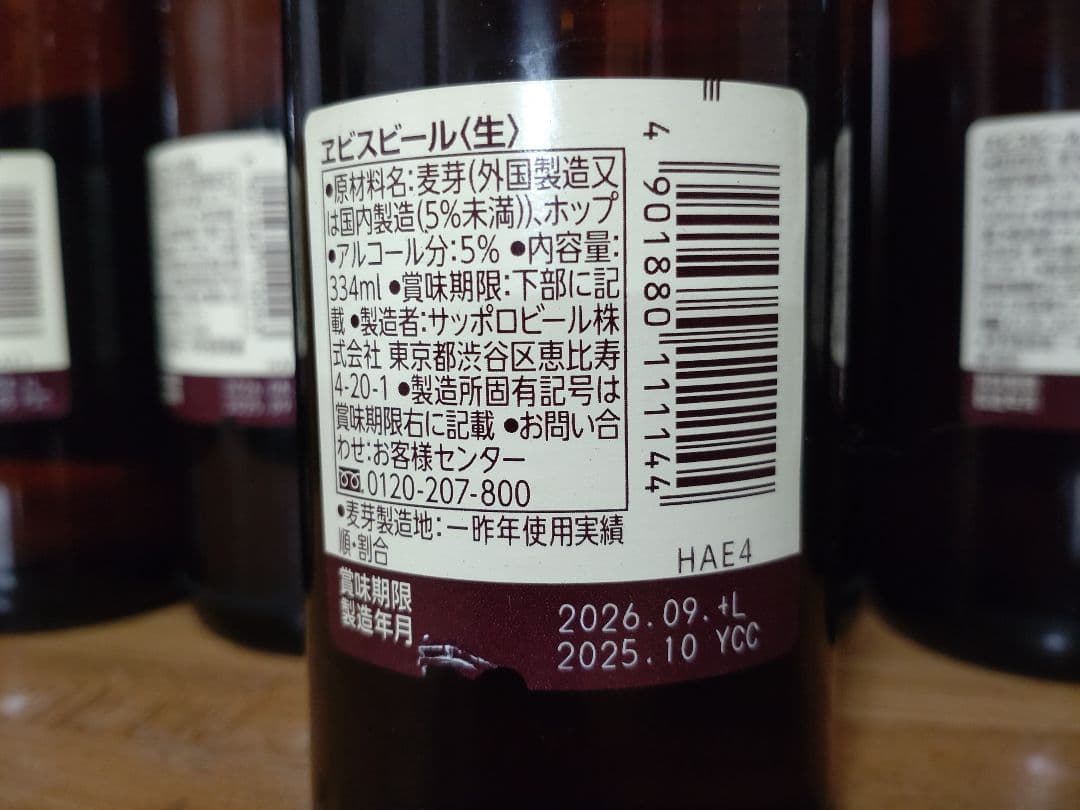 ヱビスビール〈生〉
●原材料名:麦芽(外国製造又
は国内製造(5%未満))、ホップ
●アルコール分:5% ●内容量:
334ml ●賞味期限:下部に記
載 ●製造者:サッポロビール株
式会社 東京都渋谷区恵比寿
4-20-1 ●製造所固有記号は
賞味期限右に記載 ●お問い合
わせ:お客様センター
0120-207-800
●麦芽製造地:一昨年使用実績
順・割合
4 901880 111144
HAE4
賞味期限
製造年月
2026.09.+L
2025.10 YCC